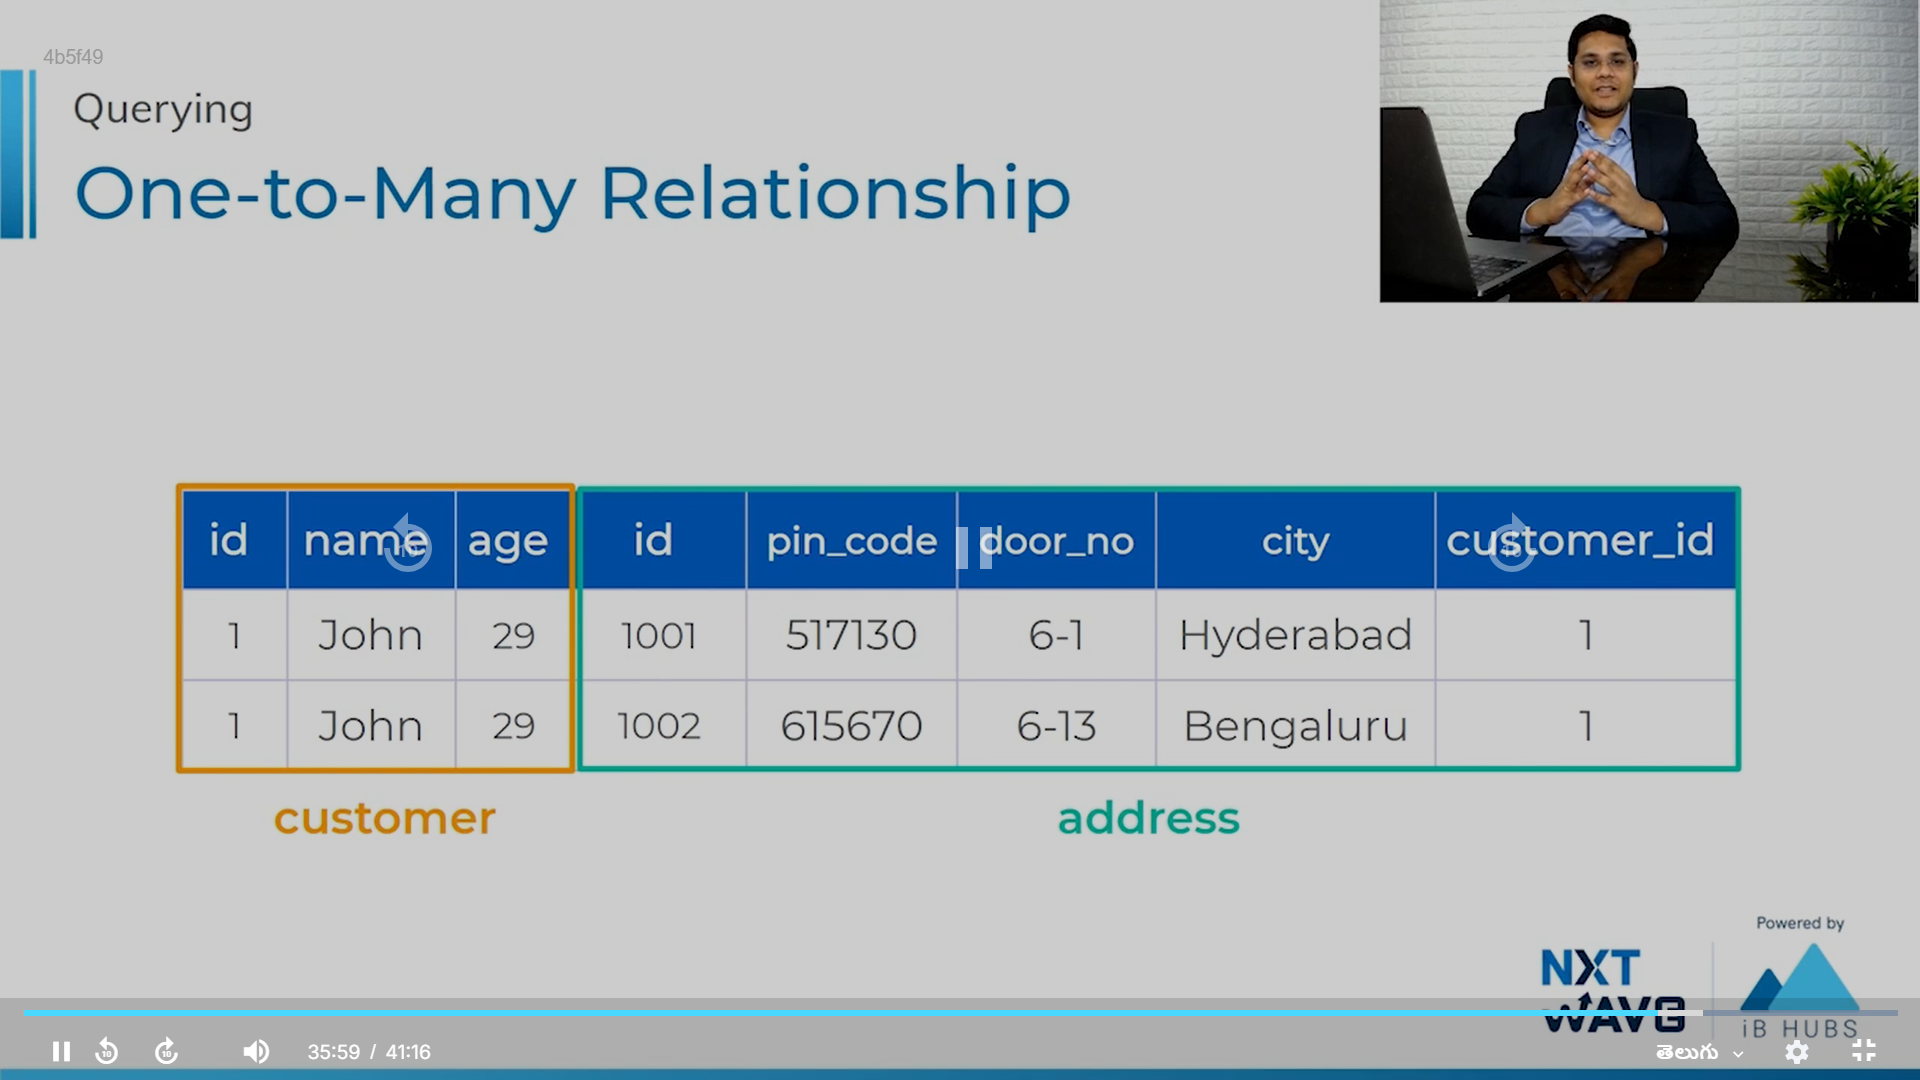 4b5f49
Querying
One-to-Many Relationship
id name age id pin_code door_no city customer_id
1 John 29 1001 517130 6-1 Hyderabad 1
1 John 29 1002 615670 6-13 Bengaluru 1
customer address
Powered by
NXT
WAVE
iB HUBS
10 10 35:59 / 41:16 తెలుగు